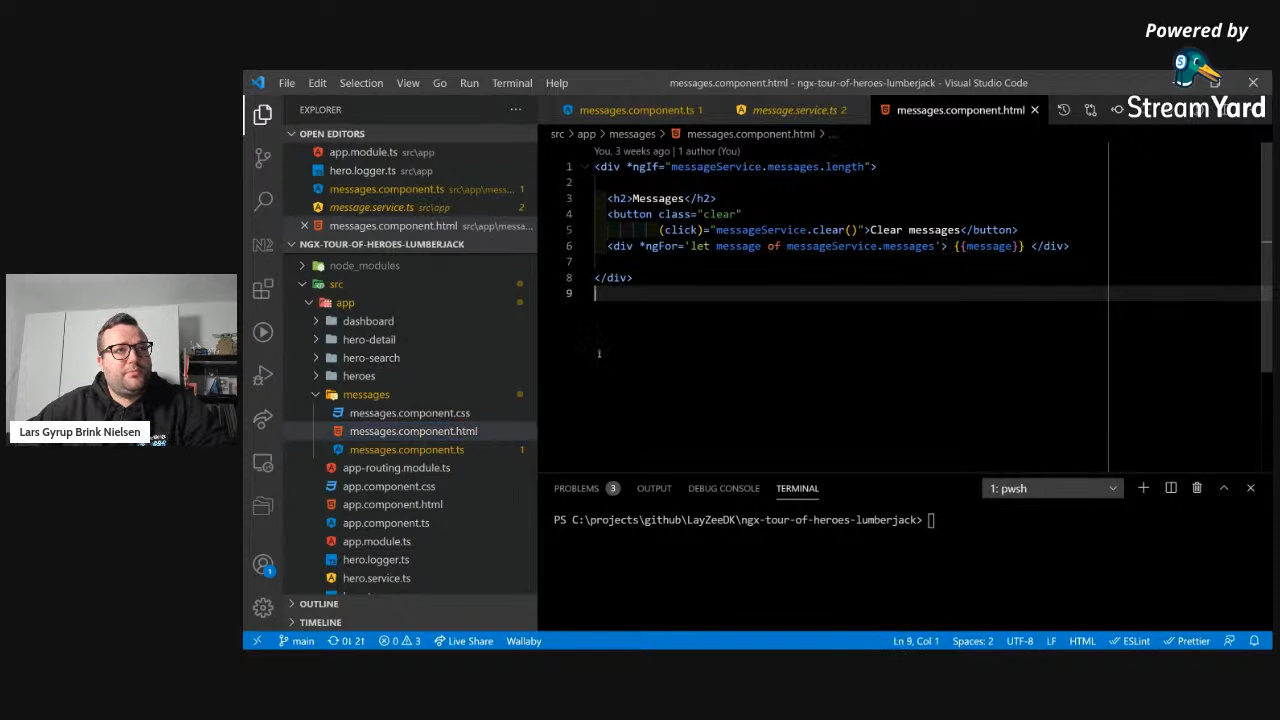 Powered by
StreamYard
File Edit Selection View Go Run Terminal Help
messages.component.html - ngx-tour-of-heroes-lumberjack - Visual Studio Code
EXPLORER
messages.component.ts 1
message.service.ts 2
messages.component.html
OPEN EDITORS
app.module.ts src\app
hero.logger.ts src\app
messages.component.ts src\app\mess... 1
message.service.ts src\app 2
messages.component.html src\app\messa...
NGX-TOUR-OF-HEROES-LUMBERJACK
node_modules
src
app
dashboard
hero-detail
hero-search
heroes
messages
messages.component.css
messages.component.html
messages.component.ts 1
app-routing.module.ts
app.component.css
app.component.html
app.component.ts
app.module.ts
hero.logger.ts
hero.service.ts
OUTLINE
TIMELINE
src > app > messages > messages.component.html > ...
You, 3 weeks ago | 1 author (You)
1 <div *ngIf="messageService.messages.length">
2
3 <h2>Messages</h2>
4 <button class="clear"
5 (click)="messageService.clear()">Clear messages</button>
6 <div *ngFor='let message of messageService.messages'> {{message}} </div>
7
8 </div>
9
PROBLEMS 3 OUTPUT DEBUG CONSOLE TERMINAL
1: pwsh
PS C:\projects\github\LayZeeDK\ngx-tour-of-heroes-lumberjack>
Lars Gyrup Brink Nielsen
1
main 0↓ 2↑ 0 3 Live Share Wallaby
Ln 9, Col 1 Spaces: 2 UTF-8 LF HTML ESLint Prettier